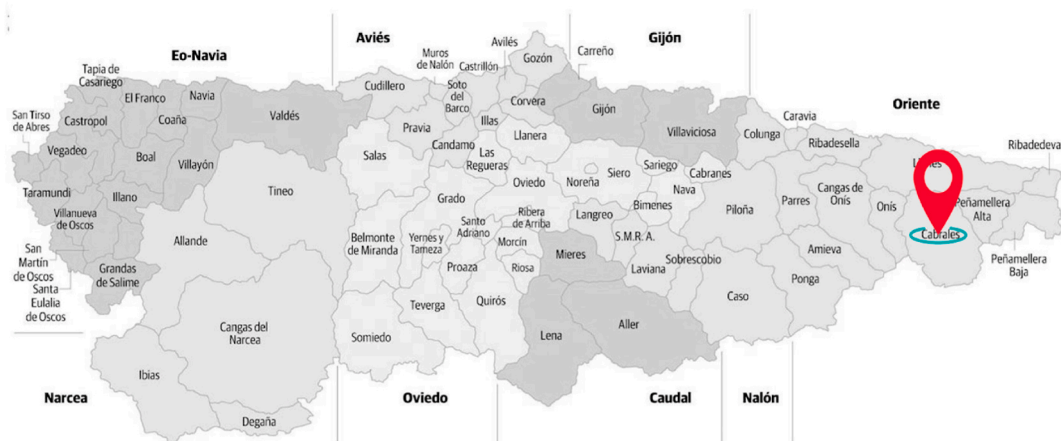 Eo-Navia
Avilés
Gijón
Oriente
Tapia de
Casariego
El Franco
Navia
San Tirso
de Abres
Castropol
Coaña
Valdés
Vegadeo
Boal
Villayón
Taramundi
Illano
Villanueva
de Oscos
San
Martín
de Oscos
Santa
Eulalia
de Oscos
Grandas
de Salime
Tineo
Allande
Cangas del
Narcea
Ibias
Degaña
Cudillero
Muros
de Nalón
Castrillón
Avilés
Gozón
Carreño
Soto
del
Barco
Corvera
Pravia
Illas
Candamo
Llanera
Salas
Las
Regueras
Grado
Oviedo
Noreña
Siero
Sariego
Cabranes
Nava
Bimenes
Gijón
Villaviciosa
Colunga
Caravia
Ribadesella
Ribadedeva
Belmonte
de Miranda
Yernes y
Tameza
Santo
Adriano
Ribera
de Arriba
Morcín
Proaza
Riosa
Langreo
S.M.R. A.
Mieres
Laviana
Sobrescobio
Piloña
Parres
Cangas de
Onís
Onís
Cabrales
Peñamellera
Alta
Peñamellera
Baja
Amieva
Ponga
Caso
Teverga
Quirós
Somiedo
Lena
Aller
Narcea
Oviedo
Caudal
Nalón